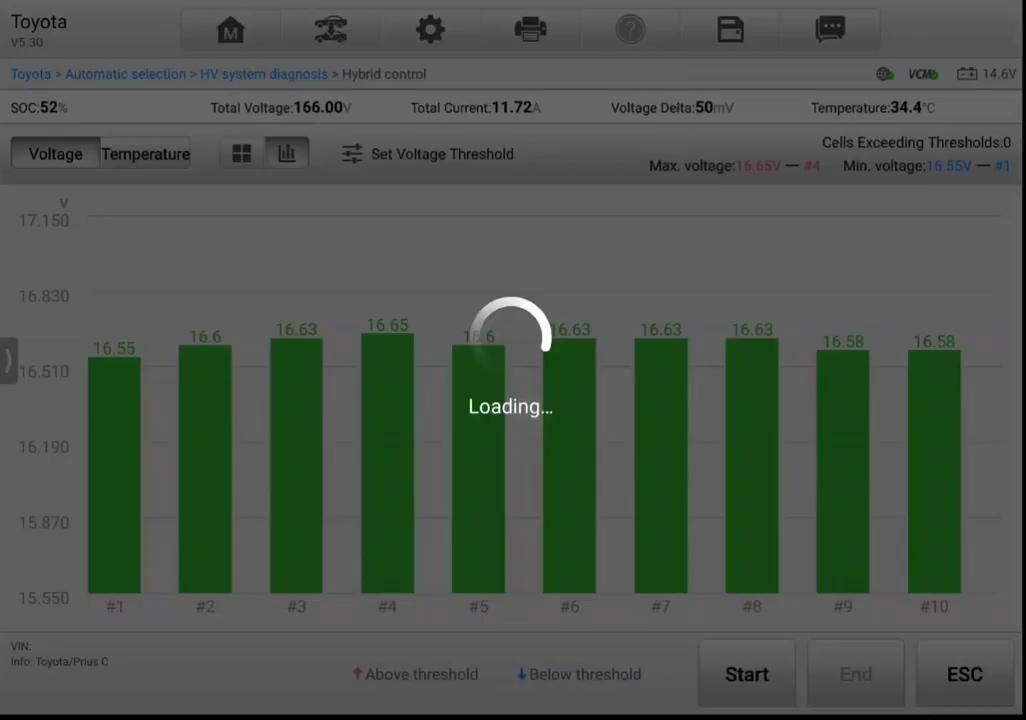 Toyota
V5.30
M
?
Toyota > Automatic selection > HV system diagnosis > Hybrid control
VCMI
14.6V
SOC:52%
Total Voltage:166.00V
Total Current:11.72A
Voltage Delta:50mV
Temperature:34.4°C
Voltage
Temperature
Set Voltage Threshold
Cells Exceeding Thresholds:0
Max. voltage:16.65V — #4
Min. voltage:16.55V — #1
V
17.150
16.830
16.510
16.190
15.870
15.550
16.55
16.6
16.63
16.65
16.6
16.63
16.63
16.63
16.58
16.58
Loading...
#1
#2
#3
#4
#5
#6
#7
#8
#9
#10
VIN:
Info: Toyota/Prius C
Above threshold
Below threshold
Start
End
ESC